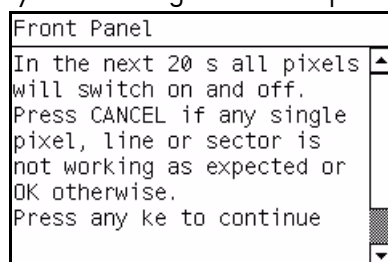 Front Panel
In the next 20 s all pixels
will switch on and off.
Press CANCEL if any single
pixel, line or sector is
not working as expected or
OK otherwise.
Press any ke to continue